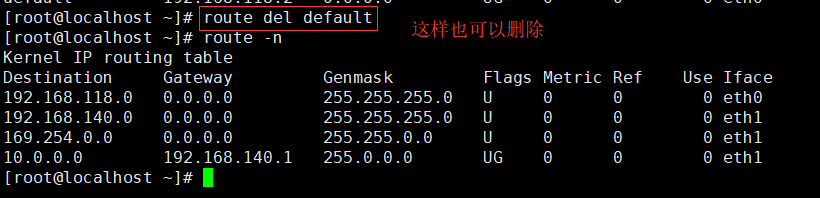 default         192.168.118.2   0.0.0.0         UG    0      0        0 eth0
[root@localhost ~]# route del default
这样也可以删除
[root@localhost ~]# route -n
Kernel IP routing table
Destination     Gateway         Genmask         Flags Metric Ref    Use Iface
192.168.118.0   0.0.0.0         255.255.255.0   U     0      0        0 eth0
192.168.140.0   0.0.0.0         255.255.255.0   U     0      0        0 eth1
169.254.0.0     0.0.0.0         255.255.0.0     U     0      0        0 eth1
10.0.0.0        192.168.140.1   255.0.0.0       UG    0      0        0 eth1
[root@localhost ~]#